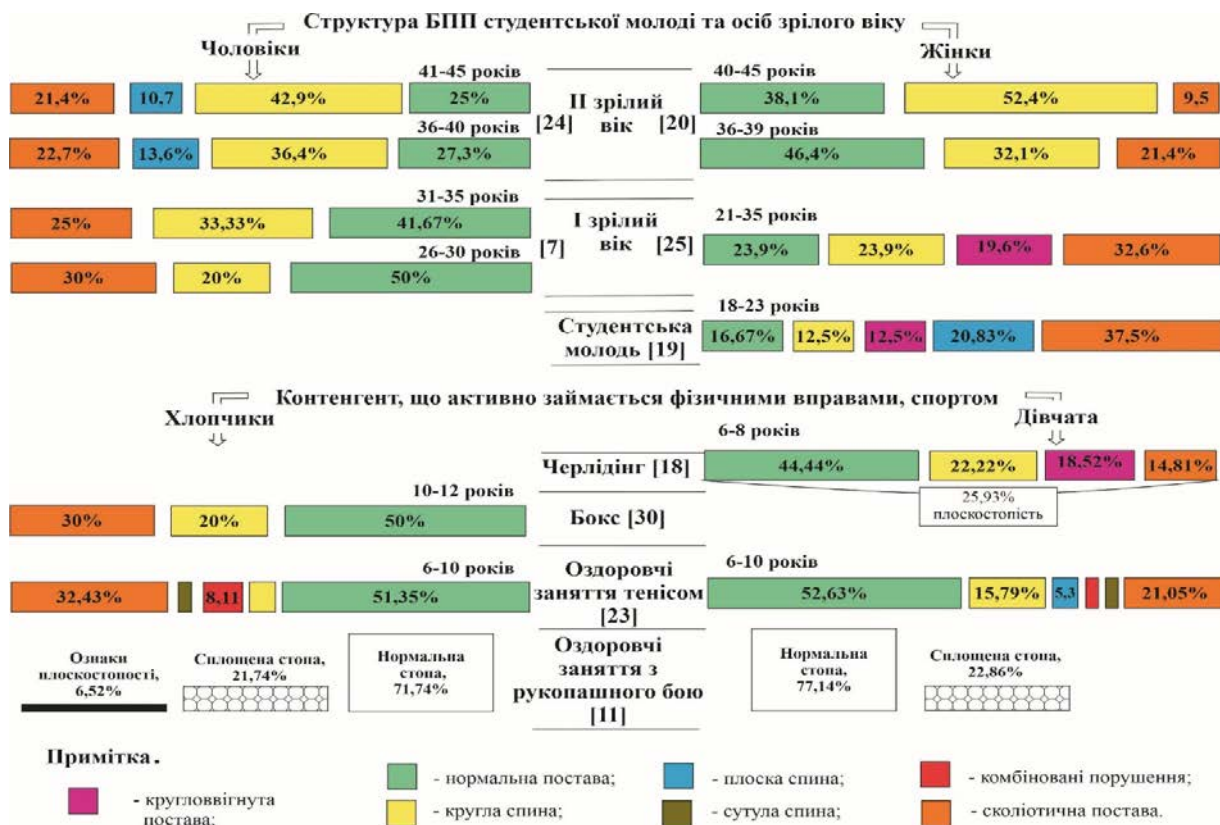 Структура БПП студентської молоді та осіб зрілого віку
Чоловіки
Жінки
41-45 років
40-45 років
21,4%
10,7
42,9%
25%
II зрілий
вік
[24]
[20]
38,1%
52,4%
9,5
36-40 років
36-39 років
22,7%
13,6%
36,4%
27,3%
46,4%
32,1%
21,4%
31-35 років
25%
33,33%
41,67%
I зрілий
вік
[7]
[25]
21-35 років
23,9%
23,9%
19,6%
32,6%
26-30 років
30%
20%
50%
18-23 років
Студентська
молодь [19]
16,67%
12,5%
12,5%
20,83%
37,5%
Контенгент, що активно займається фізичними вправами, спортом
Хлопчики
Дівчата
6-8 років
Черлідінг [18]
44,44%
22,22%
18,52%
14,81%
25,93%
плоскостопість
10-12 років
30%
20%
50%
Бокс [30]
6-10 років
32,43%
8,11
51,35%
Оздоровчі
заняття тенісом
[23]
6-10 років
52,63%
15,79%
5,3
21,05%
Ознаки
плоскостопості,
6,52%
Сплощена стопа,
21,74%
Нормальна
стопа,
71,74%
Оздоровчі
заняття з
рукопашного бою
[11]
Нормальна
стопа,
77,14%
Сплощена стопа,
22,86%
Примітка.
- кругловвігнута
постава;
- нормальна постава;
- кругла спина;
- плоска спина;
- сутула спина;
- комбіновані порушення;
- сколіотична постава.